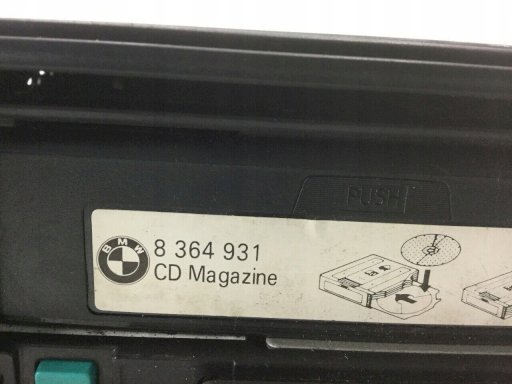 PUSH
BMW
8 364 931
CD Magazine